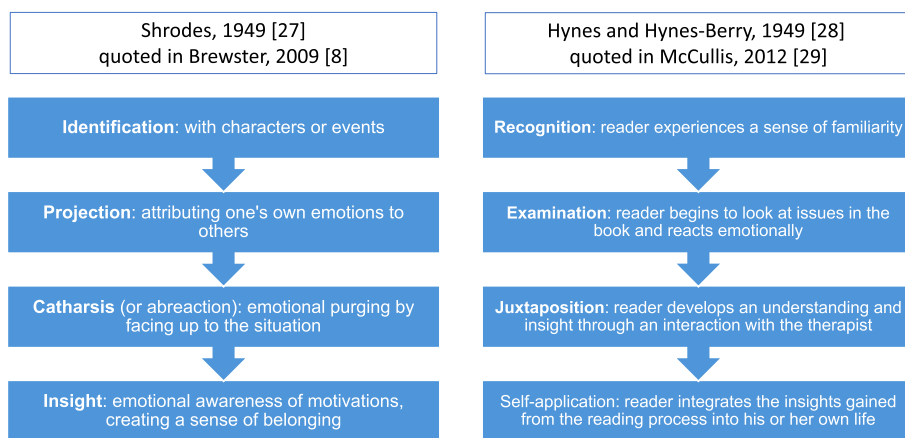 Shrodes, 1949 [27]
quoted in Brewster, 2009 [8]
Identification: with characters or events
Projection: attributing one's own emotions to
others
Catharsis (or abreaction): emotional purging by
facing up to the situation
Insight: emotional awareness of motivations,
creating a sense of belonging
Hynes and Hynes-Berry, 1949 [28]
quoted in McCullis, 2012 [29]
Recognition: reader experiences a sense of familiarity
Examination: reader begins to look at issues in the
book and reacts emotionally
Juxtaposition: reader develops an understanding and
insight through an interaction with the therapist
Self-application: reader integrates the insights gained
from the reading process into his or her own life